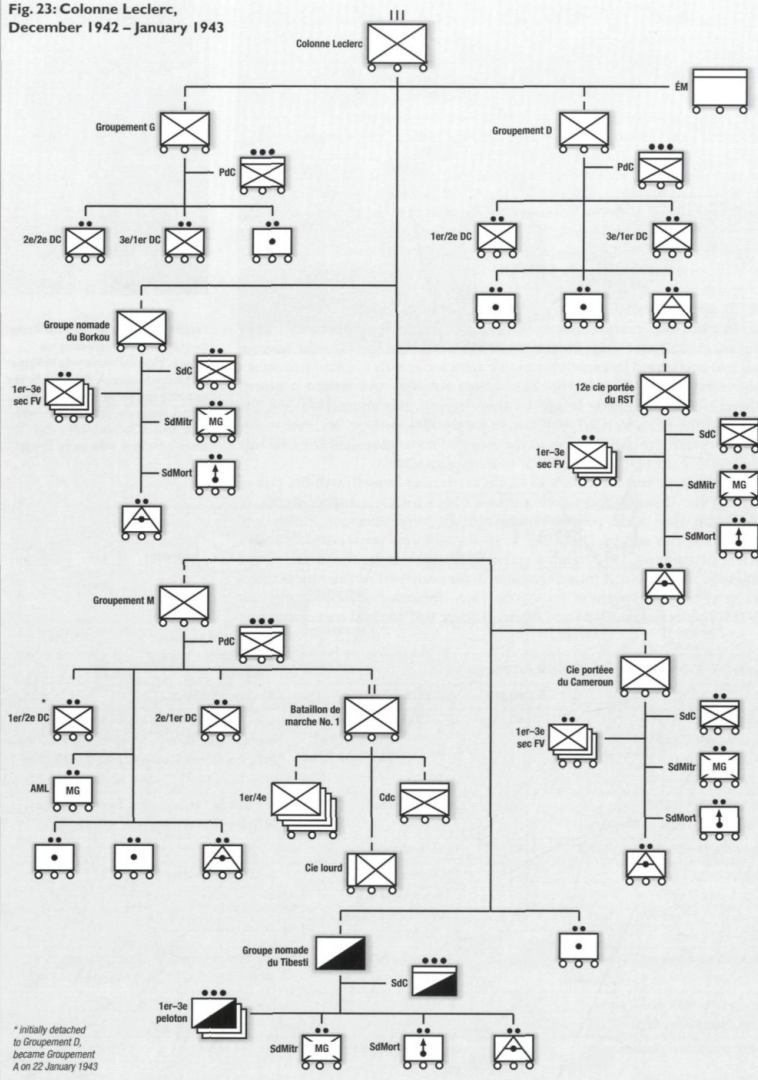 Fig. 23: Colonne Leclerc,
December 1942 – January 1943
Colonne Leclerc
ÉM
Groupement G
PdC
2e/2e DC
3e/1er DC
Groupement D
PdC
1er/2e DC
3e/1er DC
Groupe nomade
du Borkou
SdC
1er–3e
sec FV
SdMitr
MG
SdMort
12e cie portée
du RST
SdC
1er–3e
sec FV
SdMitr
MG
SdMort
Groupement M
PdC
*
1er/2e DC
2e/1er DC
Bataillon de
marche No. 1
AML
MG
1er/4e
Cdc
Cie lourd
Cie portéee
du Cameroun
SdC
1er–3e
sec FV
SdMitr
MG
SdMort
Groupe nomade
du Tibesti
SdC
1er–3e
peloton
SdMitr
MG
SdMort
* initially detached
to Groupement D,
became Groupement
A on 22 January 1943